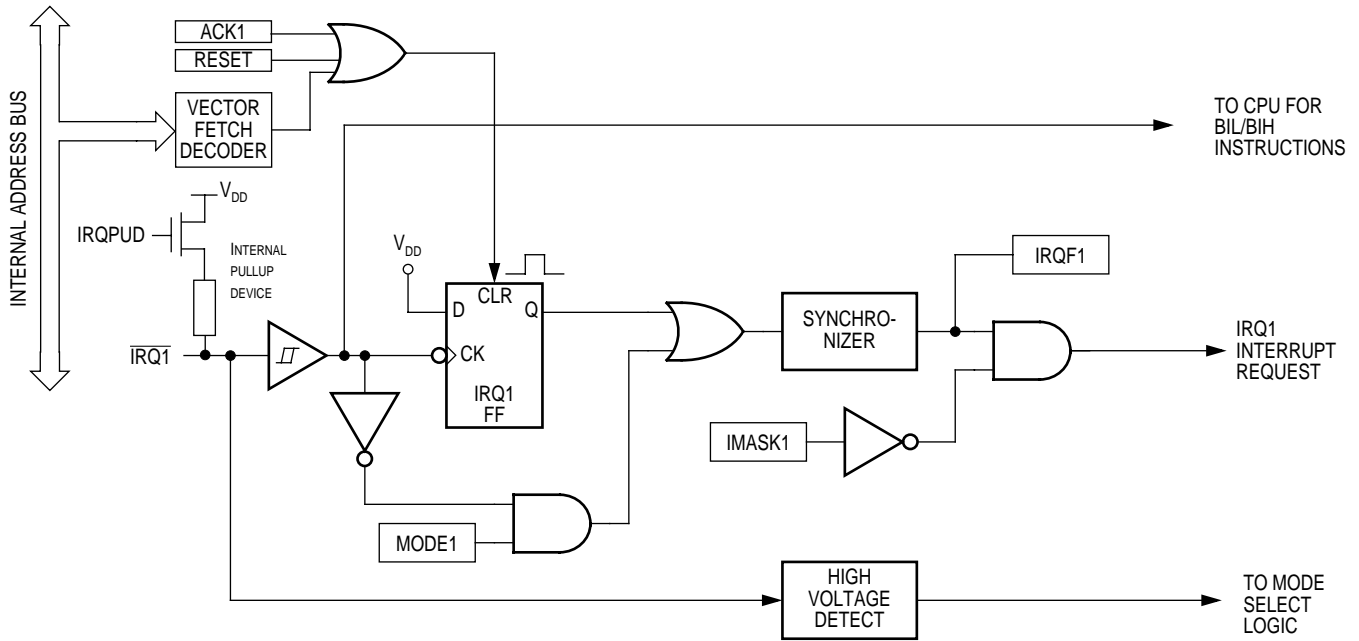 ACK1
RESET
VECTOR
FETCH
DECODER
INTERNAL ADDRESS BUS
TO CPU FOR
BIL/BIH
INSTRUCTIONS
VDD
IRQPUD
INTERNAL
PULLUP
DEVICE
VDD
CLR
D
Q
CK
IRQ1
FF
IRQ1
SYNCHRO-
NIZER
IRQF1
IRQ1
INTERRUPT
REQUEST
IMASK1
MODE1
HIGH
VOLTAGE
DETECT
TO MODE
SELECT
LOGIC